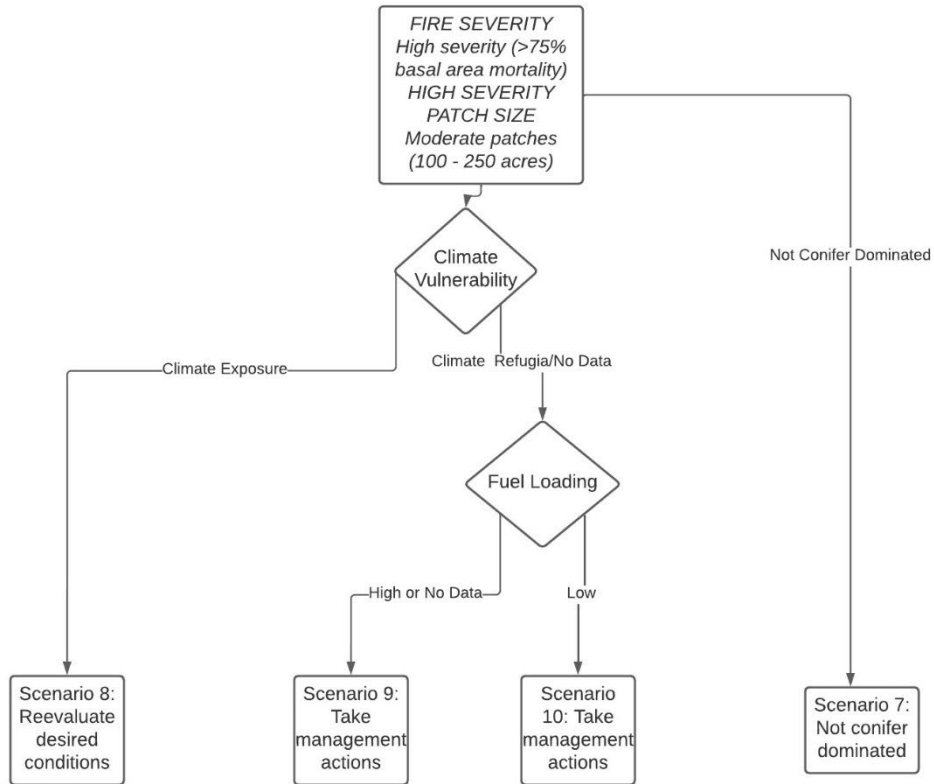 FIRE SEVERITY
High severity (>75%
basal area mortality)
HIGH SEVERITY
PATCH SIZE
Moderate patches
(100 - 250 acres)
Climate
Vulnerability
Not Conifer Dominated
Climate Exposure
Climate Refugia/No Data
Fuel Loading
High or No Data
Low
Scenario 8:
Reevaluate
desired
conditions
Scenario 9:
Take
management
actions
Scenario
10: Take
management
actions
Scenario 7:
Not conifer
dominated